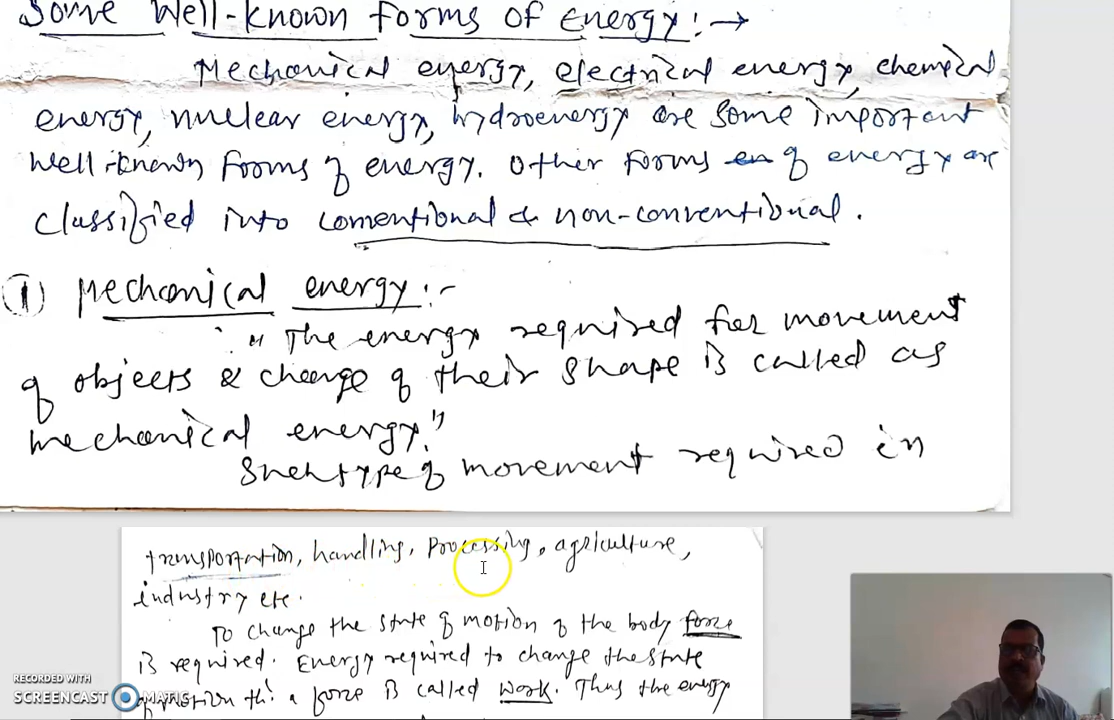 Some Well-known forms of energy:→
Mechanical energy, electrical energy, chemical
energy, nuclear energy, hydroenergy are some important
well-known forms of energy. Other forms en of energy are
classified into conventional & non-conventional.
① Mechanical energy:-
" The energy required for movement
of objects & change of their shape is called as
mechanical energy."
Such type of movement required in
transportation, handling, processing, agriculture,
industry etc.
To change the state of motion of the body force
is required. Energy required to change the state
motion a force is called work. Thus the energy
RECORDED WITH
SCREENCAST MATIC